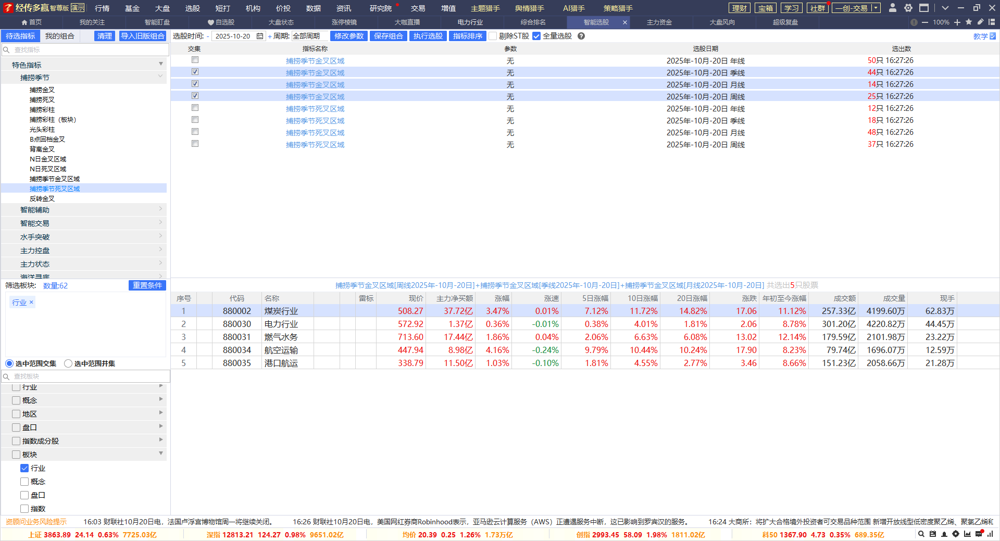 经传多赢 智尊版 演示 行情 基金 大盘 选股 短打 机构 价投 数据 资讯 研究院 交易 增值 主题猎手 舆情猎手 AI猎手 策略猎手 理财 宝箱 学习 社群 一创-交易
首页 我的关注 智能盯盘 自选股 大盘状态 涨停棱镜 大咖直播 电力行业 综合排名 智能选股 × 主力资金 大盘风向 超级复盘 100%
待选指标 我的组合 清理 导入旧版组合 选股时间: - 2025-10-20 + 周期: 全部周期 修改参数 保存组合 执行选股 指标排序 剔除ST股 全量选股 教学
查找指标
特色指标
捕捞季节
捕捞金叉
捕捞死叉
捕捞彩柱
捕捞彩柱（板块）
光头彩柱
B点回档金叉
背离金叉
N日金叉区域
N日死叉区域
捕捞季节金叉区域
捕捞季节死叉区域
反转金叉
智能辅助
智能交易
水手突破
主力控盘
主力状态
海洋寻底
交集 指标名称 参数 选股日期 选出数
捕捞季节金叉区域 无 2025年-10月-20日 年线 50只 16:27:26
捕捞季节金叉区域 无 2025年-10月-20日 季线 44只 16:27:26
捕捞季节金叉区域 无 2025年-10月-20日 月线 14只 16:27:26
捕捞季节金叉区域 无 2025年-10月-20日 周线 25只 16:27:26
捕捞季节死叉区域 无 2025年-10月-20日 年线 12只 16:27:26
捕捞季节死叉区域 无 2025年-10月-20日 季线 18只 16:27:26
捕捞季节死叉区域 无 2025年-10月-20日 月线 48只 16:27:26
捕捞季节死叉区域 无 2025年-10月-20日 周线 37只 16:27:26
筛选板块: 数量:62 重置条件
行业 ×
选中范围交集 选中范围并集
查找板块
行业
概念
地区
盘口
指数成分股
板块
行业
概念
盘口
指数
捕捞季节金叉区域[周线2025年-10月-20日]+捕捞季节金叉区域[季线2025年-10月-20日]+捕捞季节金叉区域[月线2025年-10月-20日] 共选出5只股票
序号 代码 名称 雷标 现价 主力净买额 涨幅 涨速 5日涨幅 10日涨幅 20日涨幅 涨跌 年初至今涨幅 成交额 成交量 现手
1 880002 煤炭行业 508.27 37.72亿 3.47% 0.01% 7.12% 11.72% 14.82% 17.06 11.12% 257.33亿 4199.60万 62.83万
2 880030 电力行业 572.92 1.37亿 0.36% -0.01% 0.38% 4.01% 1.81% 2.06 8.78% 301.20亿 4220.82万 44.45万
3 880031 燃气水务 713.60 17.44亿 1.86% 0.04% 2.06% 6.63% 6.08% 13.02 12.14% 179.59亿 2101.98万 23.22万
4 880034 航空运输 447.94 8.98亿 4.16% -0.24% 9.79% 10.44% 10.24% 17.90 8.23% 79.74亿 1696.07万 12.59万
5 880035 港口航运 338.79 11.50亿 1.03% -0.10% 1.81% 4.55% 2.77% 3.46 8.66% 151.23亿 2058.66万 21.28万
资顾问业务风险提示 16:03 财联社10月20日电，法国卢浮宫博物馆周一将继续关闭。 16:26 财联社10月20日电，美国网红券商Robinhood表示，亚马逊云计算服务（AWS）正遭遇服务中断，这已影响到罗宾汉的服务。 16:24 大商所：将扩大合格境外投资者可交易品种范围 新增开放线型低密度聚乙烯、聚氯乙烯和
上证 3863.89 24.14 0.63% 7725.03亿 深指 12813.21 124.27 0.98% 9651.02亿 均价 20.39 0.25 1.26% 1.73万亿 创指 2993.45 58.09 1.98% 1811.02亿 科50 1367.90 4.73 0.35% 689.35亿